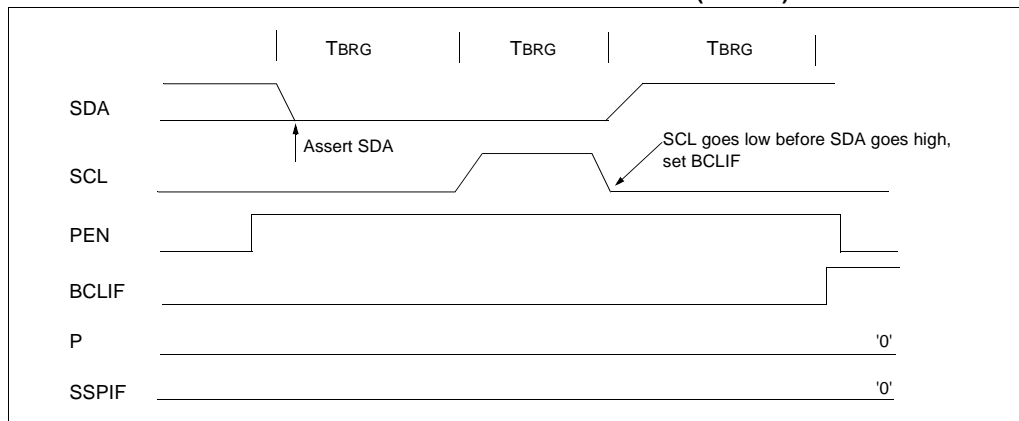 TBRG TBRG TBRG
SDA
Assert SDA
SCL goes low before SDA goes high,
set BCLIF
SCL
PEN
BCLIF
P '0'
SSPIF '0'